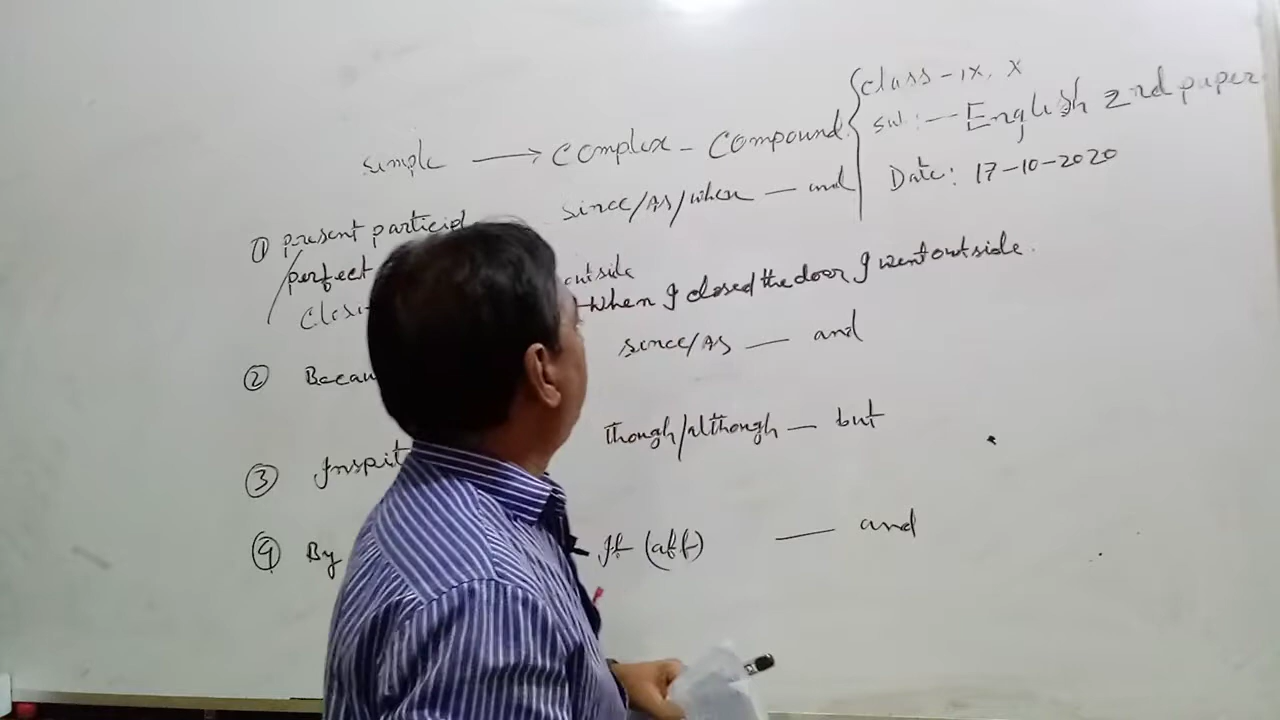 simple → complex - compound
class - IX, X
sub: — English 2nd paper
since/As/when — and
Date: 17-10-2020
① present particip
/perfect outside
Closi when I closed the door I went outside.
② Becau since/As — and
③ Inspit though/although — but
④ By If (aff) — and